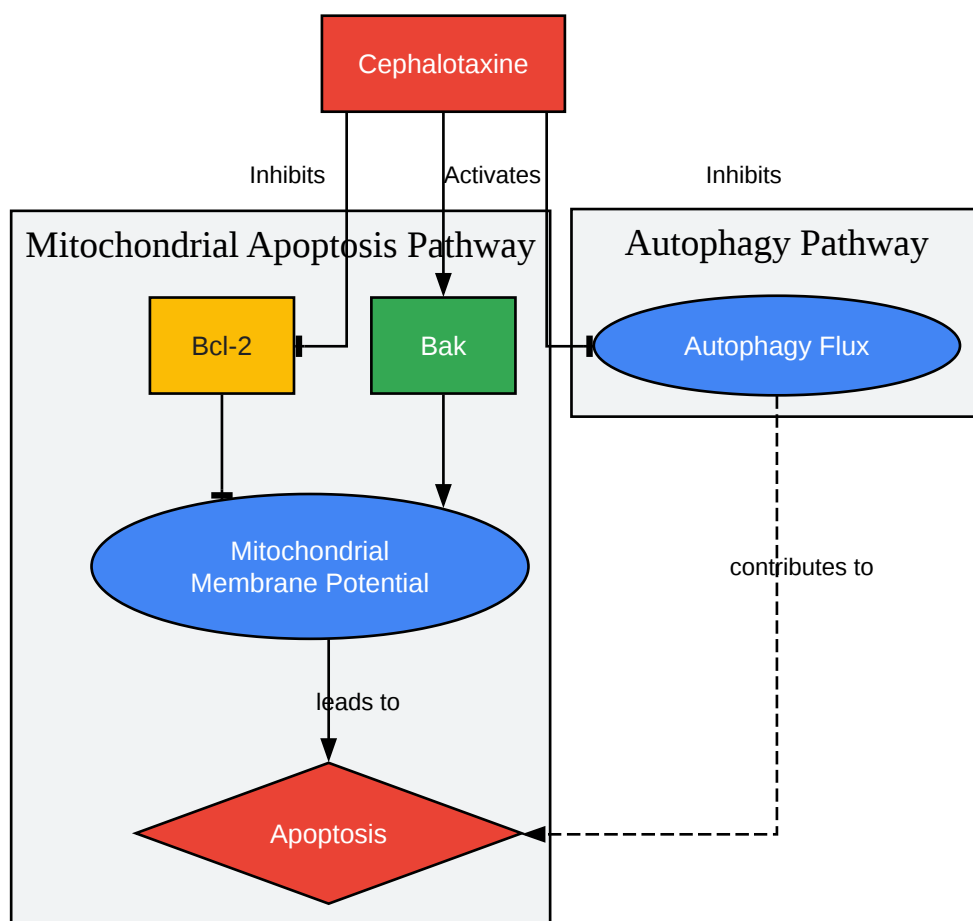 Cephalotaxine
Inhibits
Activates
Inhibits
Mitochondrial Apoptosis Pathway
Autophagy Pathway
Bcl-2
Bak
Autophagy Flux
Mitochondrial
Membrane Potential
contributes to
leads to
Apoptosis